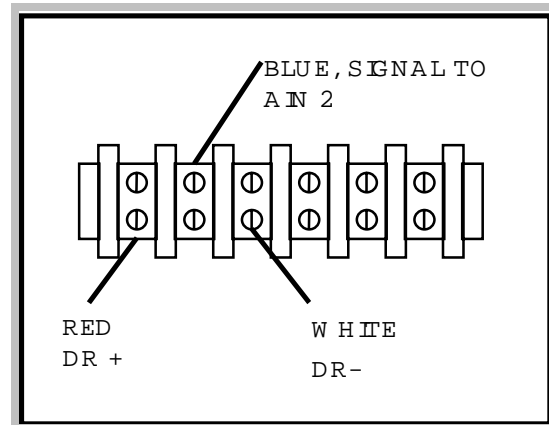 BLUE, SIGNAL TO
AIN 2
RED
DR +
WHITE
DR-